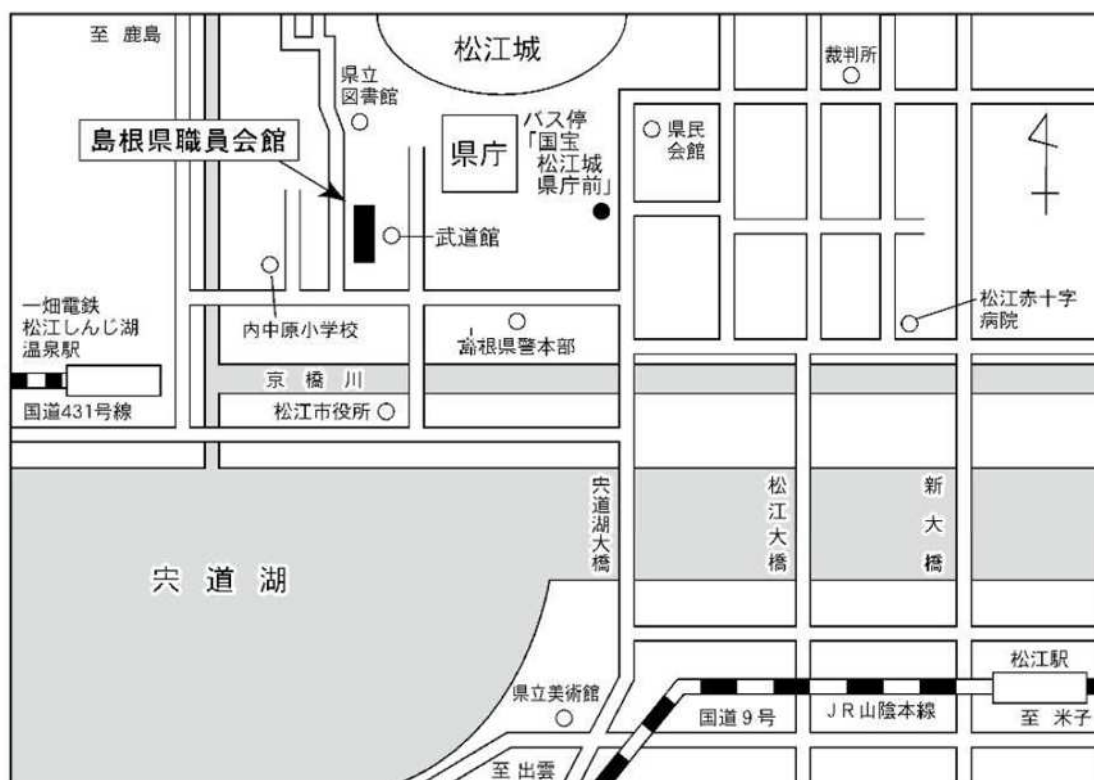 至 鹿島
松江城
裁判所
県立
図書館
島根県職員会館
県庁
バス停
「国宝
松江城
県庁前」
県民
会館
武道館
一畑電鉄
松江しんじ湖
温泉駅
内中原小学校
島根県警本部
松江赤十字
病院
京橋川
国道431号線
松江市役所
宍道湖大橋
松江大橋
新大橋
宍道湖
県立美術館
松江駅
国道9号
JR山陰本線
至 米子
至 出雲